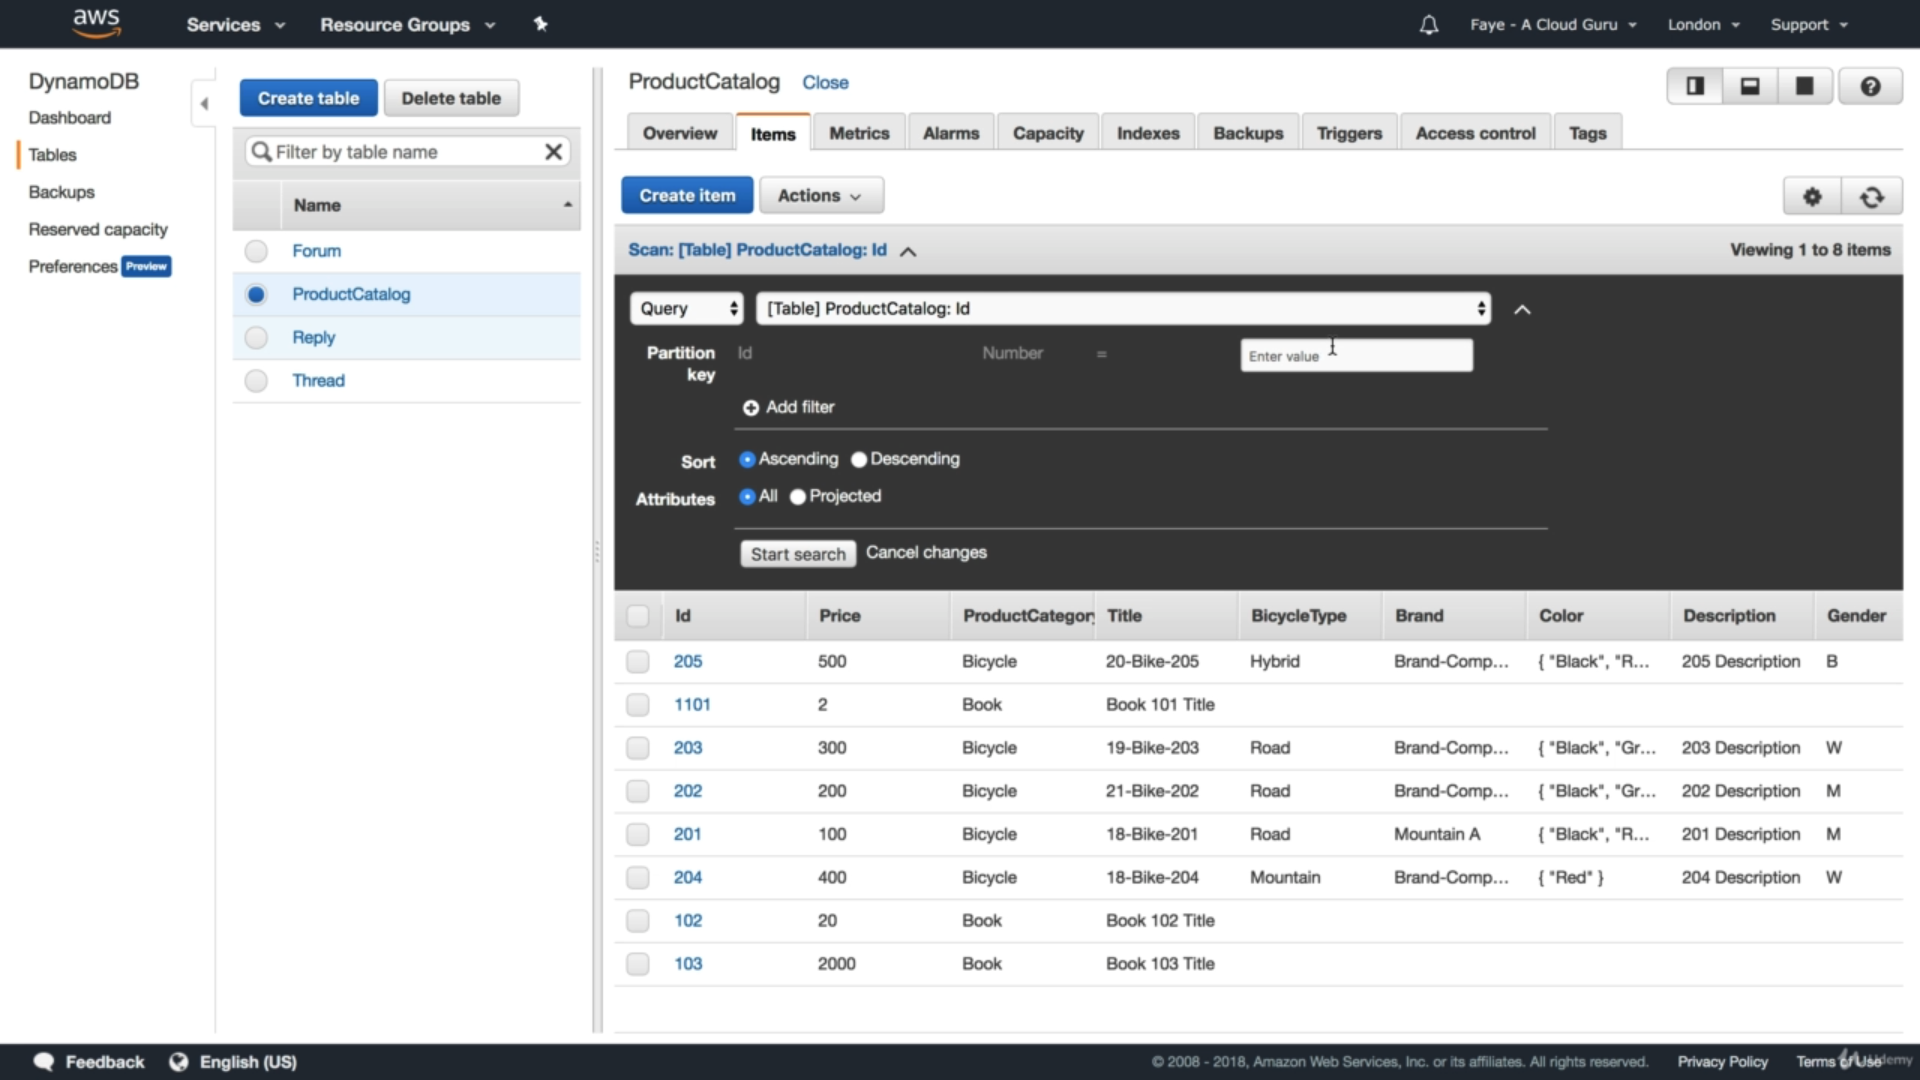 aws Services Resource Groups Faye - A Cloud Guru London Support
DynamoDB
Dashboard
Tables
Backups
Reserved capacity
Preferences Preview
Create table Delete table
Filter by table name
Name
Forum
ProductCatalog
Reply
Thread
ProductCatalog Close
Overview Items Metrics Alarms Capacity Indexes Backups Triggers Access control Tags
Create item Actions
Scan: [Table] ProductCatalog: Id Viewing 1 to 8 items
Query [Table] ProductCatalog: Id
Partition key Id Number = Enter value
Add filter
Sort Ascending Descending
Attributes All Projected
Start search Cancel changes
Id Price ProductCategory Title BicycleType Brand Color Description Gender
205 500 Bicycle 20-Bike-205 Hybrid Brand-Comp... { "Black", "R... 205 Description B
1101 2 Book Book 101 Title
203 300 Bicycle 19-Bike-203 Road Brand-Comp... { "Black", "Gr... 203 Description W
202 200 Bicycle 21-Bike-202 Road Brand-Comp... { "Black", "Gr... 202 Description M
201 100 Bicycle 18-Bike-201 Road Mountain A { "Black", "R... 201 Description M
204 400 Bicycle 18-Bike-204 Mountain Brand-Comp... { "Red" } 204 Description W
102 20 Book Book 102 Title
103 2000 Book Book 103 Title
Feedback English (US) © 2008 - 2018, Amazon Web Services, Inc. or its affiliates. All rights reserved. Privacy Policy Terms of Use